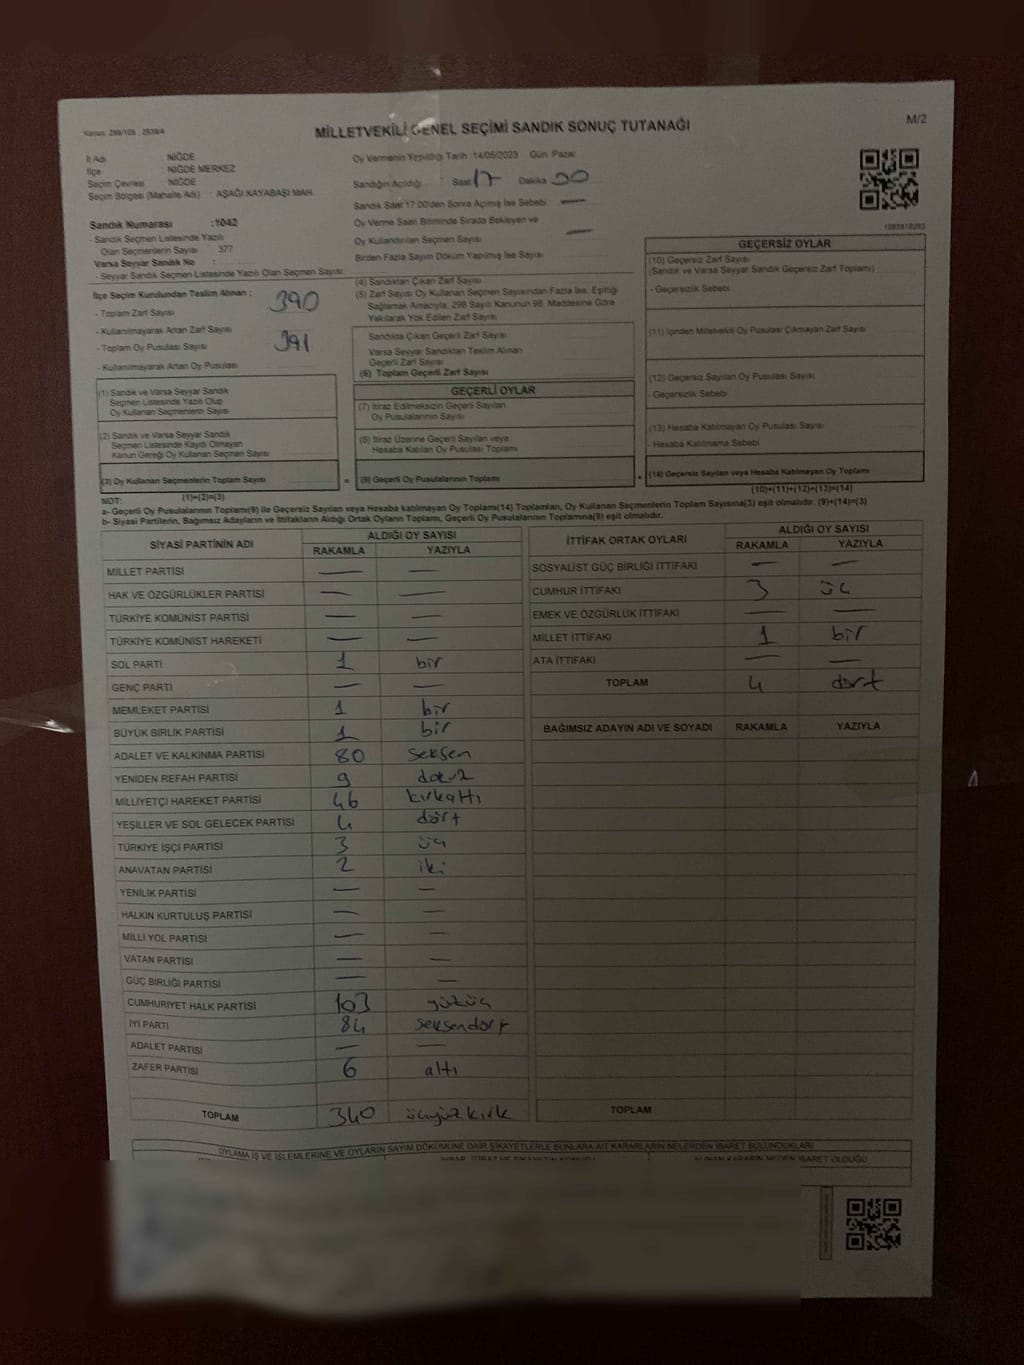 Kanun: 298/105 - 2839/4
MİLLETVEKİLİ GENEL SEÇİMİ SANDIK SONUÇ TUTANAĞI
M/2
İl Adı NİĞDE
İlçe NİĞDE MERKEZ
Seçim Çevresi NİĞDE
Seçim Bölgesi (Mahalle Adı) : AŞAĞI KAYABAŞI MAH.
Oy Vermenin Yapıldığı Tarih : 14/05/2023 Gün: Pazar
Sandığın Açıldığı Saat 17 Dakika 30
Sandık Saat 17.00'den Sonra Açılmış İse Sebebi : —
Oy Verme Saati Bitiminde Sırada Bekleyen ve
Oy Kullandırılan Seçmen Sayısı —
Birden Fazla Sayım Döküm Yapılmış İse Sayısı
Sandık Numarası : 1042
- Sandık Seçmen Listesinde Yazılı
Olan Seçmenlerin Sayısı : 377
Varsa Seyyar Sandık No :
- Seyyar Sandık Seçmen Listesinde Yazılı Olan Seçmen Sayısı:
İlçe Seçim Kurulundan Teslim Alınan :
- Toplam Zarf Sayısı 390
- Kullanılmayarak Artan Zarf Sayısı
- Toplam Oy Pusulası Sayısı 391
- Kullanılmayarak Artan Oy Pusulası
(4) Sandıktan Çıkan Zarf Sayısı
(5) Zarf Sayısı Oy Kullanan Seçmen Sayısından Fazla İse, Eşitliği
Sağlamak Amacıyla, 298 Sayılı Kanunun 98. Maddesine Göre
Yakılarak Yok Edilen Zarf Sayısı
Sandıkta Çıkan Geçerli Zarf Sayısı
Varsa Seyyar Sandıktan Teslim Alınan
Geçerli Zarf Sayısı
(6) Toplam Geçerli Zarf Sayısı
GEÇERSİZ OYLAR
(10) Geçersiz Zarf Sayısı
(Sandık ve Varsa Seyyar Sandık Geçersiz Zarf Toplamı)
- Geçersizlik Sebebi
(11) İçinden Milletvekili Oy Pusulası Çıkmayan Zarf Sayısı
(12) Geçersiz Sayılan Oy Pusulası Sayısı
- Geçersizlik Sebebi
(13) Hesaba Katılmayan Oy Pusulası Sayısı
- Hesaba Katılmama Sebebi
(14) Geçersiz Sayılan veya Hesaba Katılmayan Oy Toplamı
(10)+(11)+(12)+(13)=(14)
(1) Sandık ve Varsa Seyyar Sandık
Seçmen Listesinde Yazılı Olup
Oy Kullanan Seçmenlerin Sayısı
(2) Sandık ve Varsa Seyyar Sandık
Seçmen Listesinde Kayıtlı Olmayan
Kanun Gereği Oy Kullanan Seçmen Sayısı
(3) Oy Kullanan Seçmenlerin Toplam Sayısı =
(1)+(2)=(3)
GEÇERLİ OYLAR
(7) İtiraz Edilmeksizin Geçerli Sayılan
Oy Pusulalarının Sayısı
(8) İtiraz Üzerine Geçerli Sayılan veya
Hesaba Katılan Oy Pusulası Toplamı
(9) Geçerli Oy Pusulalarının Toplamı +
NOT:
a- Geçerli Oy Pusulalarının Toplamı(9) ile Geçersiz Sayılan veya Hesaba katılmayan Oy Toplamı(14) Toplamları, Oy Kullanan Seçmenlerin Toplam Sayısına(3) eşit olmalıdır. (9)+(14)=(3)
b- Siyasi Partilerin, Bağımsız Adayların ve İttifakların Aldığı Ortak Oyların Toplamı, Geçerli Oy Pusulalarının Toplamına(9) eşit olmalıdır.
SİYASİ PARTİNİN ADI ALDIĞI OY SAYISI
RAKAMLA YAZIYLA
MİLLET PARTİSİ — —
HAK VE ÖZGÜRLÜKLER PARTİSİ — —
TÜRKİYE KOMÜNİST PARTİSİ — —
TÜRKİYE KOMÜNİST HAREKETİ — —
SOL PARTİ 1 bir
GENÇ PARTİ — —
MEMLEKET PARTİSİ 1 bir
BÜYÜK BİRLİK PARTİSİ 1 bir
ADALET VE KALKINMA PARTİSİ 80 seksen
YENİDEN REFAH PARTİSİ 9 dokuz
MİLLİYETÇİ HAREKET PARTİSİ 46 kırkaltı
YEŞİLLER VE SOL GELECEK PARTİSİ 4 dört
TÜRKİYE İŞÇİ PARTİSİ 3 üç
ANAVATAN PARTİSİ 2 iki
YENİLİK PARTİSİ — —
HALKIN KURTULUŞ PARTİSİ — —
MİLLİ YOL PARTİSİ — —
VATAN PARTİSİ — —
GÜÇ BİRLİĞİ PARTİSİ — —
CUMHURİYET HALK PARTİSİ 103 yüzüç
İYİ PARTİ 84 seksendört
ADALET PARTİSİ — —
ZAFER PARTİSİ 6 altı
TOPLAM 340 üçyüzkırk
İTTİFAK ORTAK OYLARI ALDIĞI OY SAYISI
RAKAMLA YAZIYLA
SOSYALİST GÜÇ BİRLİĞİ İTTİFAKI — —
CUMHUR İTTİFAKI 3 üç
EMEK VE ÖZGÜRLÜK İTTİFAKI — —
MİLLET İTTİFAKI 1 bir
ATA İTTİFAKI — —
TOPLAM 4 dört
BAĞIMSIZ ADAYIN ADI VE SOYADI RAKAMLA YAZIYLA
TOPLAM
OYLAMA İŞ VE İŞLEMLERİNE VE OYLARIN SAYIM DÖKÜMÜNE DAİR ŞİKAYETLERLE BUNLARA AİT KARARLARIN NELERDEN İBARET BULUNDUKLARI